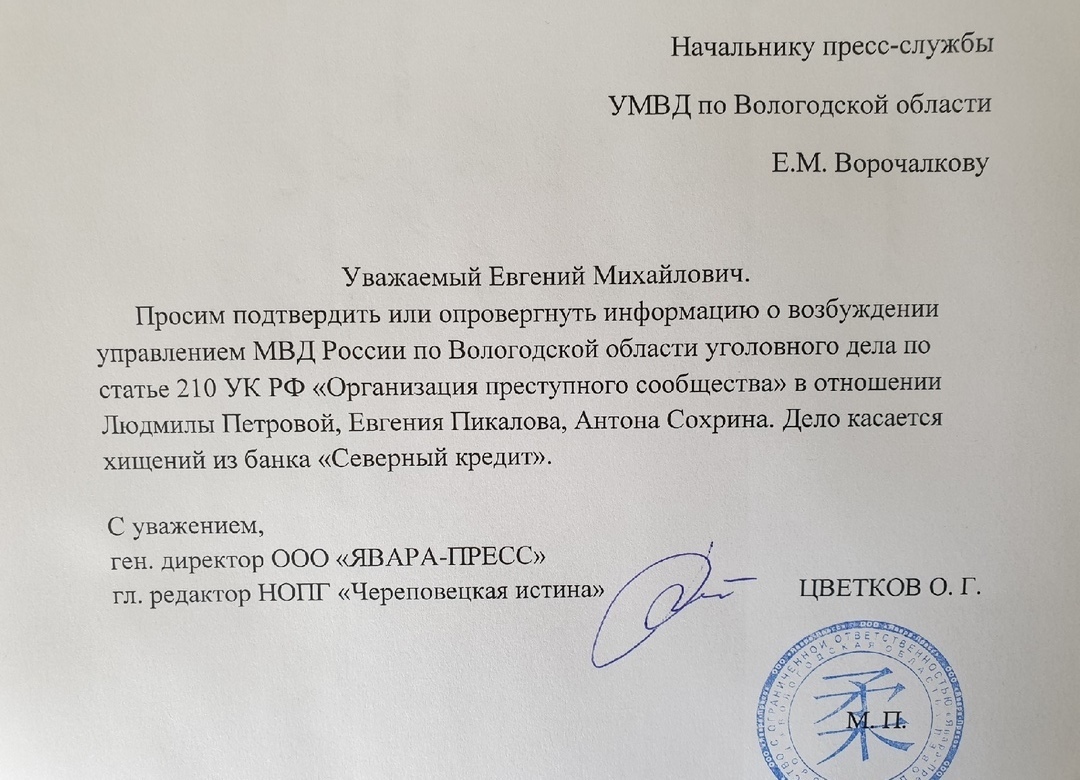 Начальнику пресс-службы
УМВД по Вологодской области
Е.М. Ворочалкову
Уважаемый Евгений Михайлович.
Просим подтвердить или опровергнуть информацию о возбуждении
управлением МВД России по Вологодской области уголовного дела по
статье 210 УК РФ «Организация преступного сообщества» в отношении
Людмилы Петровой, Евгения Пикалова, Антона Сохрина. Дело касается
хищений из банка «Северный кредит».
С уважением,
ген. директор ООО «ЯВАРА-ПРЕСС»
гл. редактор НОПГ «Череповецкая истина»
ЦВЕТКОВ О. Г.
С ОГРАНИЧЕННОЙ ОТВЕТСТВЕННОСТЬЮ
ВОЛОГОДСКАЯ ОБЛАСТЬ
柔
М. П.